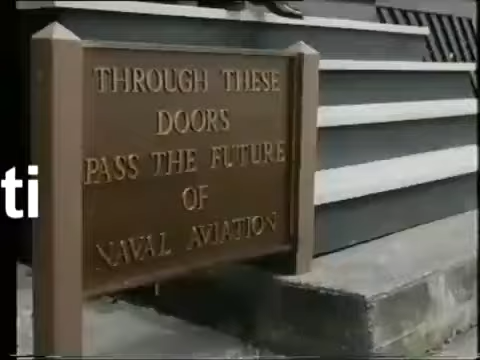 THROUGH THESE
DOORS
PASS THE FUTURE
OF
NAVAL AVIATION
ti